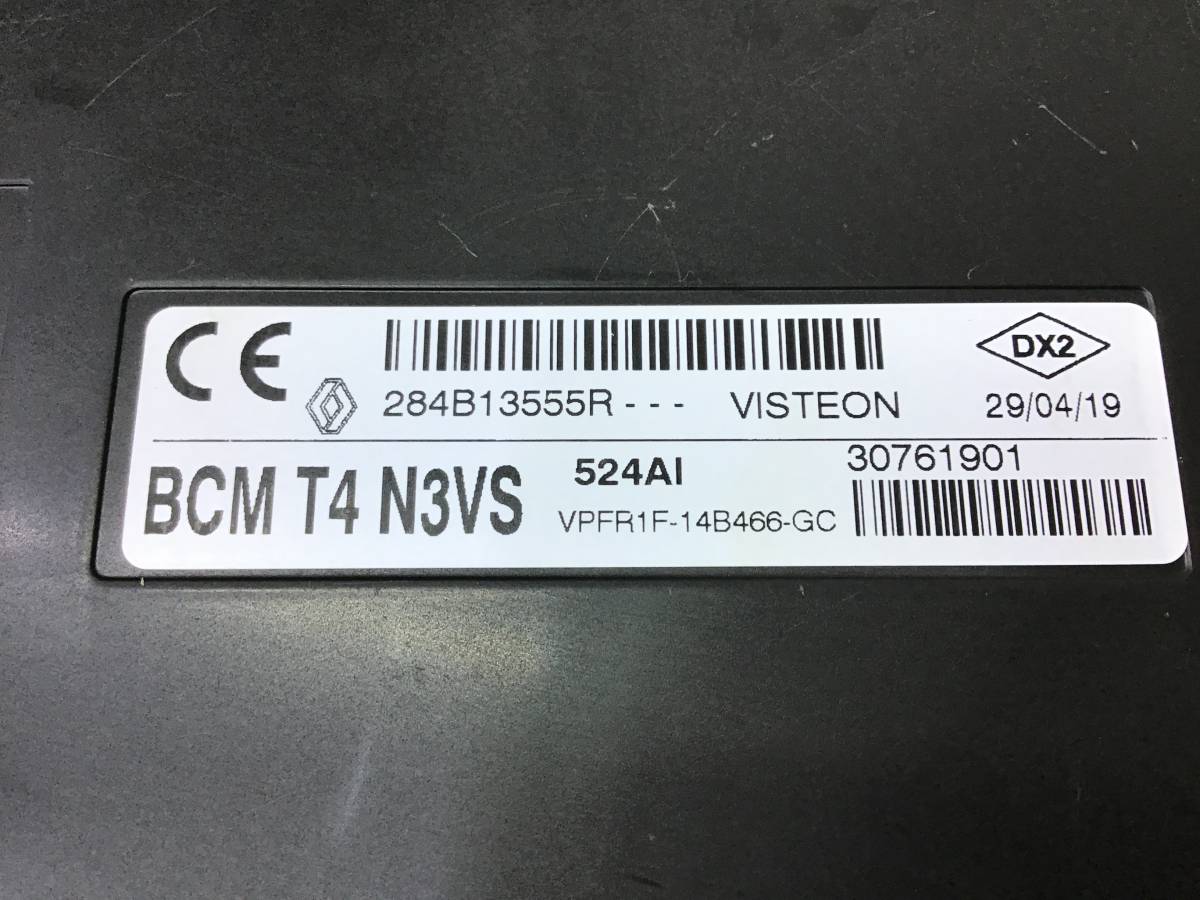 CE 284B13555R - - - VISTEON DX2 29/04/19
BCM T4 N3VS 524AI 30761901
VPFR1F-14B466-GC